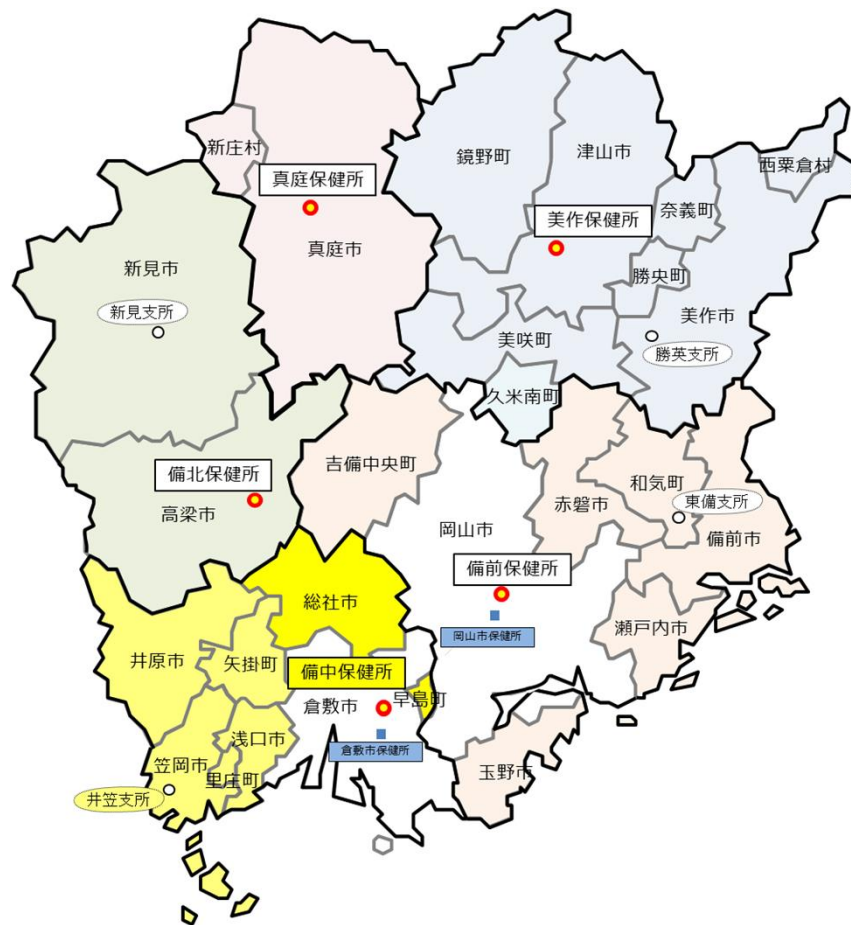 新庄村
真庭保健所
真庭市
鏡野町
津山市
西粟倉村
奈義町
美作保健所
勝央町
美作市
勝英支所
美咲町
久米南町
新見市
新見支所
備北保健所
高梁市
吉備中央町
岡山市
赤磐市
和気町
東備支所
備前市
備前保健所
岡山市保健所
瀬戸内市
総社市
井原市
矢掛町
備中保健所
倉敷市
早島町
倉敷市保健所
浅口市
笠岡市
里庄町
井笠支所
玉野市